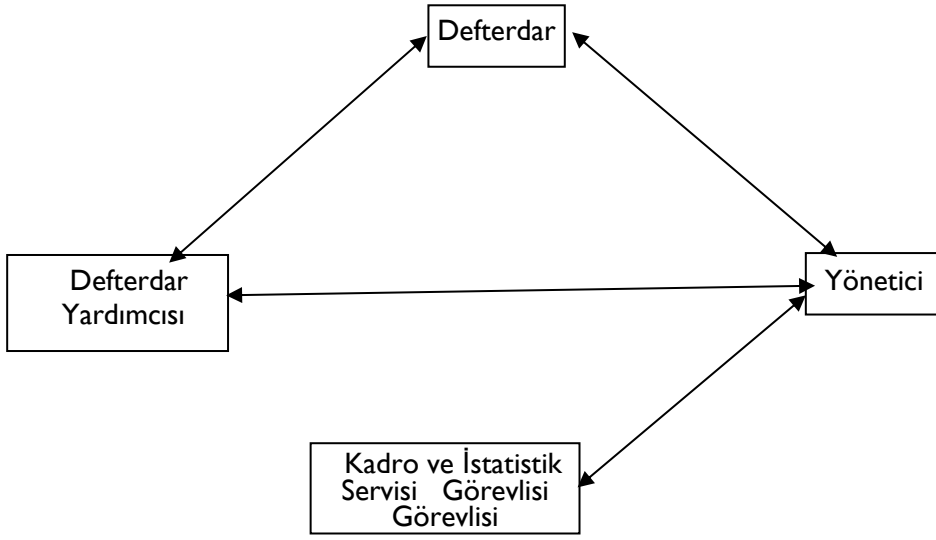 Defterdar
Defterdar
Yardımcısı
Yönetici
Kadro ve İstatistik
Servisi Görevlisi
Görevlisi